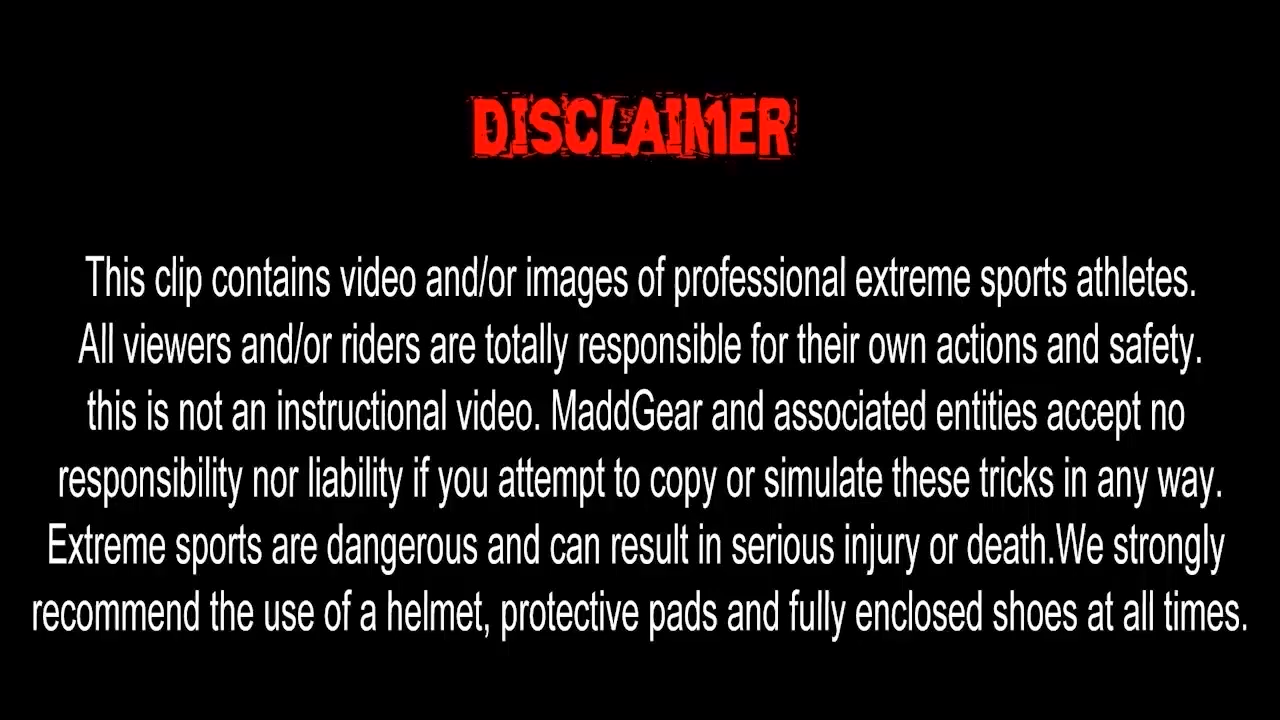 DISCLAIMER
This clip contains video and/or images of professional extreme sports athletes.
All viewers and/or riders are totally responsible for their own actions and safety.
this is not an instructional video. MaddGear and associated entities accept no
responsibility nor liability if you attempt to copy or simulate these tricks in any way.
Extreme sports are dangerous and can result in serious injury or death.We strongly
recommend the use of a helmet, protective pads and fully enclosed shoes at all times.